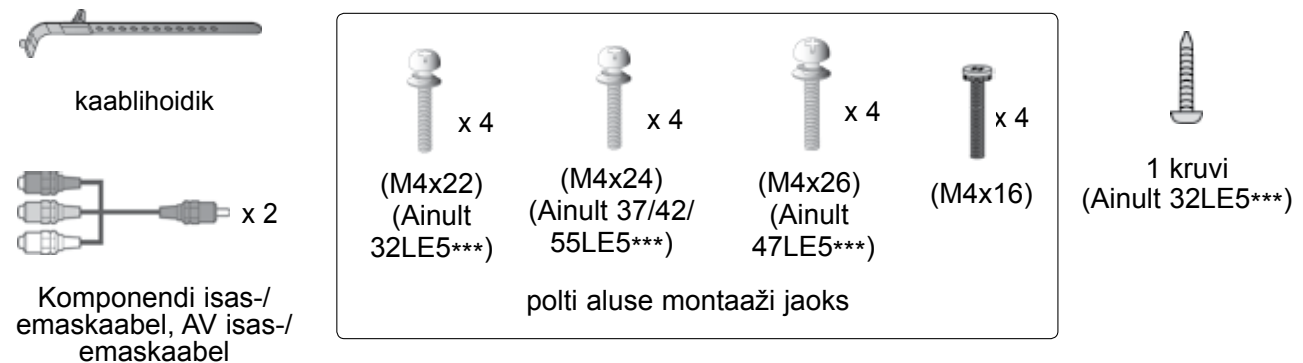 kaablihoidik
x 2
Komponendi isas-/
emaskaabel, AV isas-/
emaskaabel
x 4
(M4x22)
(Ainult
32LE5***)
x 4
(M4x24)
(Ainult 37/42/
55LE5***)
x 4
(M4x26)
(Ainult
47LE5***)
x 4
(M4x16)
polti aluse montaaži jaoks
1 kruvi
(Ainult 32LE5***)